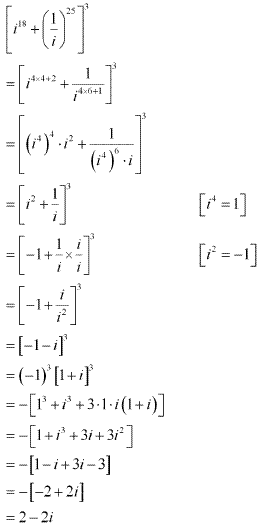 [i^18 + (1/i)^25]^3
= [i^(4×4+2) + 1/i^(4×6+1)]^3
= [(i^4)^4 · i^2 + 1/((i^4)^6 · i)]^3
= [i^2 + 1/i]^3 [i^4 = 1]
= [-1 + 1/i × i/i]^3 [i^2 = -1]
= [-1 + i/i^2]^3
= [-1 - i]^3
= (-1)^3 [1 + i]^3
= -[1^3 + i^3 + 3·1·i(1 + i)]
= -[1 + i^3 + 3i + 3i^2]
= -[1 - i + 3i - 3]
= -[-2 + 2i]
= 2 - 2i